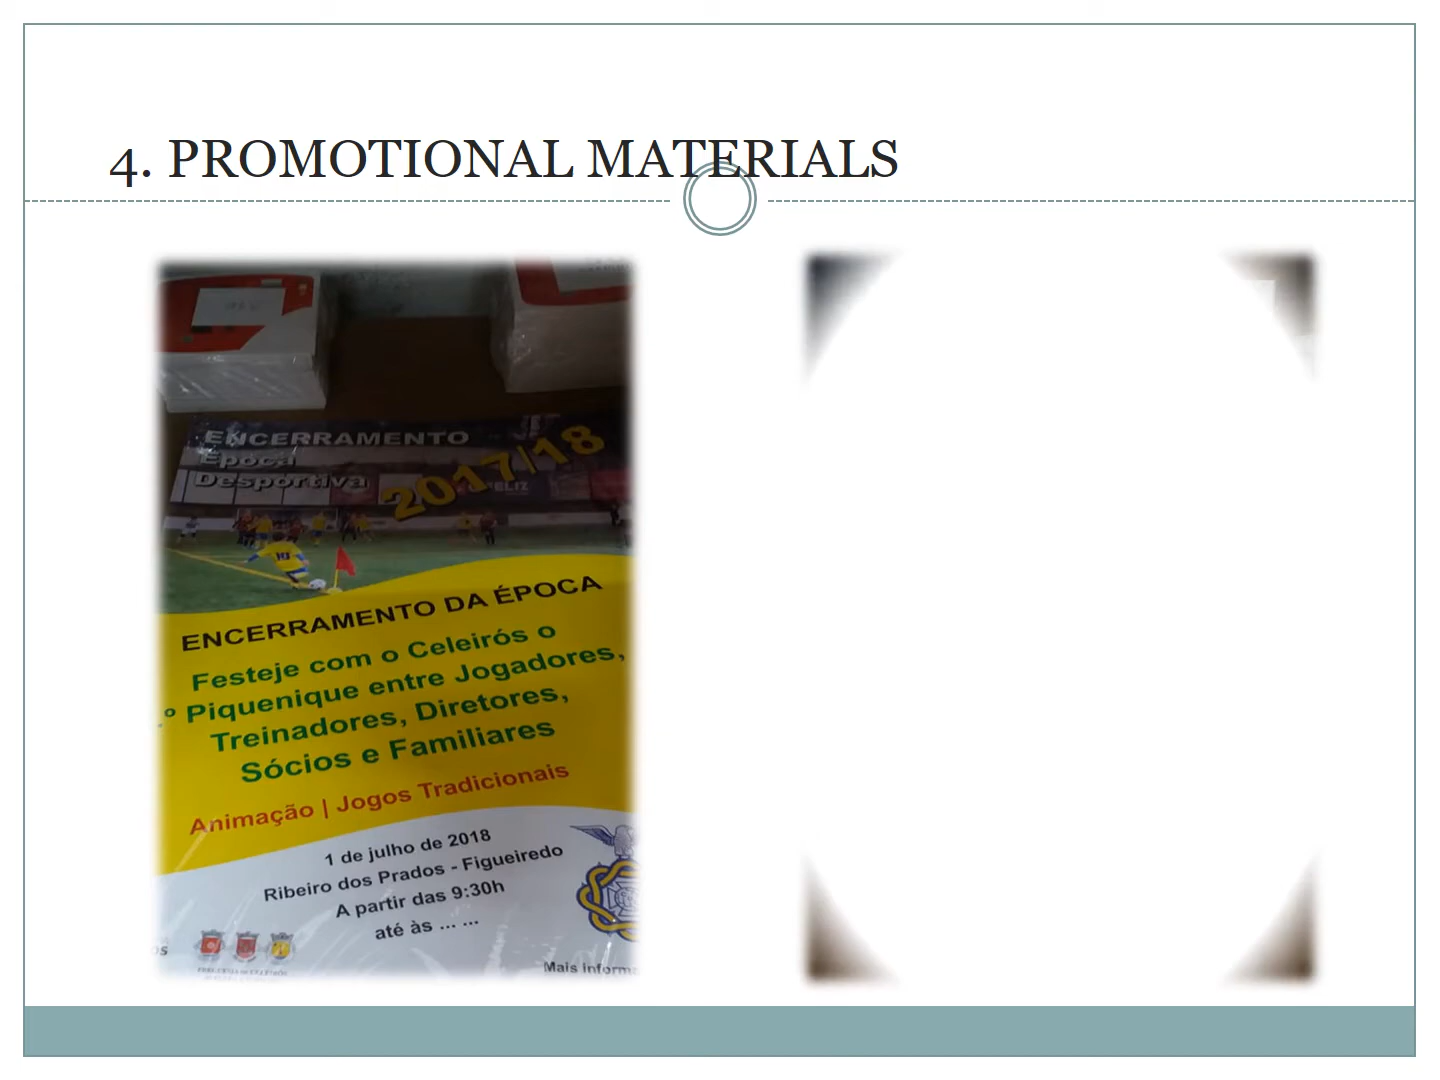 4. PROMOTIONAL MATERIALS
ENCERRAMENTO
Época
Desportiva
2017/18
ENCERRAMENTO DA ÉPOCA
Festeje com o Celeirós o
º Piquenique entre Jogadores,
Treinadores, Diretores,
Sócios e Familiares
Animação | Jogos Tradicionais
1 de julho de 2018
Ribeiro dos Prados - Figueiredo
A partir das 9:30h
até às ... ...
Mais inform